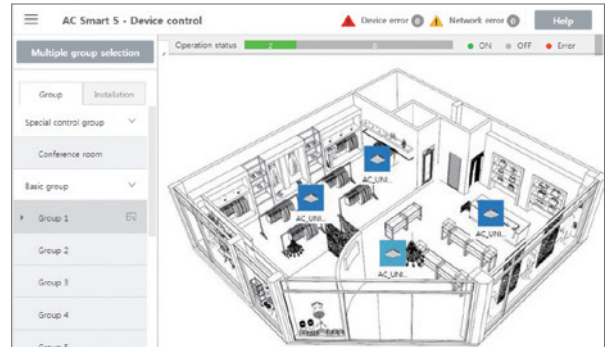 AC Smart 5 - Device control
Device error 0
Network error 0
Help
Multiple group selection
Operation status 2 0
ON OFF Error
Group Installation
Special control group
Conference room
Basic group
Group 1
Group 2
Group 3
Group 4
AC_UNI...
AC_UNI...
AC_UNI...
AC_UNI...